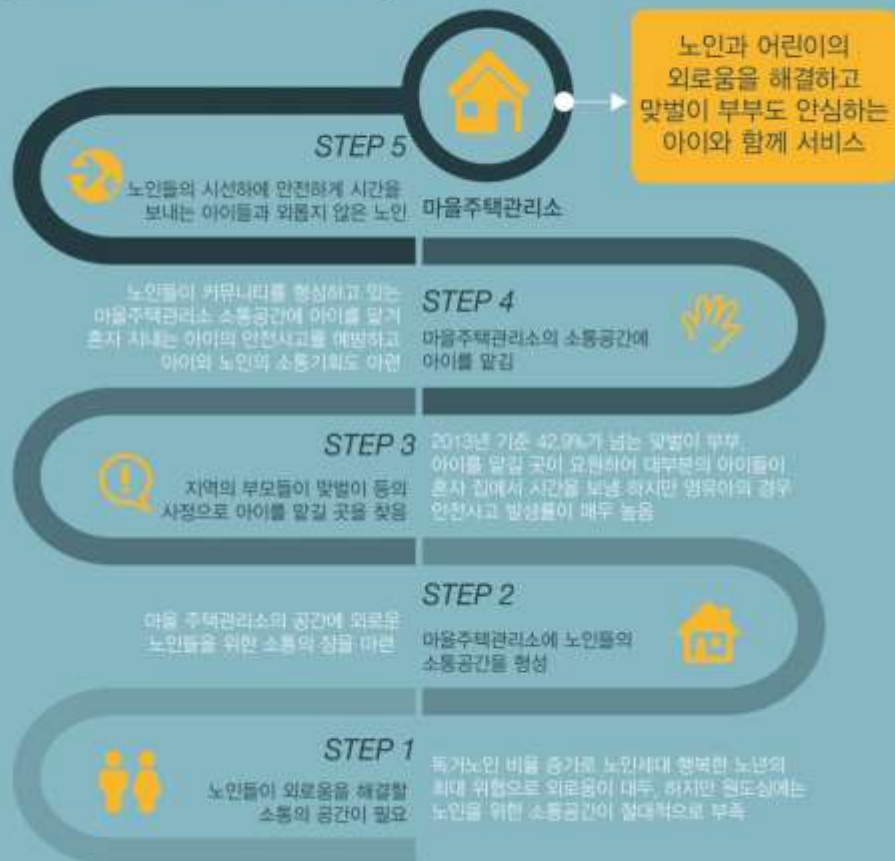 노인과 어린이의
외로움을 해결하고
맞벌이 부부도 안심하는
아이와 함께 서비스
STEP 5
노인들의 시선하에 안전하게 시간을
보내는 아이들과 외롭지 않은 노인
마을주택관리소
노인들이 커뮤니티를 형성하고 있는
마을주택관리소 소통공간에 아이를 맡겨
혼자 지내는 아이의 안전사고를 예방하고
아이와 노인의 소통기회도 마련
STEP 4
마을주택관리소의 소통공간에
아이를 맡김
STEP 3
지역의 부모들이 맞벌이 등의
사정으로 아이를 맡길 곳을 찾음
2013년 기준 42.9%가 넘는 맞벌이 부부,
아이를 맡길 곳이 요원하여 대부분의 아이들이
혼자 집에서 시간을 보냄 하지만 영유아의 경우
안전사고 발생률이 매우 높음
STEP 2
마을주택관리소에 노인들의
소통공간을 형성
마을 주택관리소의 공간에 외로운
노인들을 위한 소통의 장을 마련
STEP 1
노인들이 외로움을 해결할
소통의 공간이 필요
독거노인 비율 증가로 노인세대 행복한 노년의
최대 위협으로 외로움이 대두, 하지만 원도심에는
노인을 위한 소통공간이 절대적으로 부족